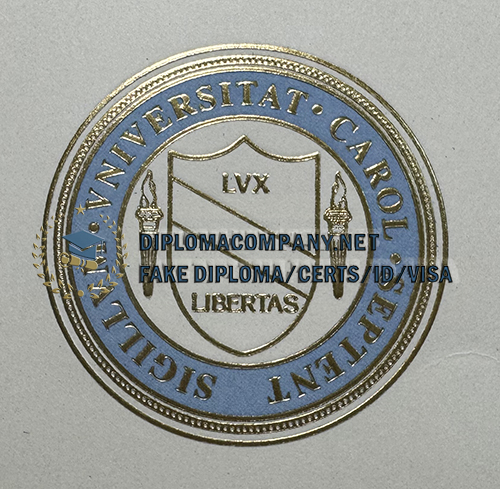 SIGILLVM · VNIVERSITAT · CAROL · SEPTENT
LVX
DIPLOMACOMPANY.NET
FAKE DIPLOMA/CERTS/ID/VISA
LIBERTAS